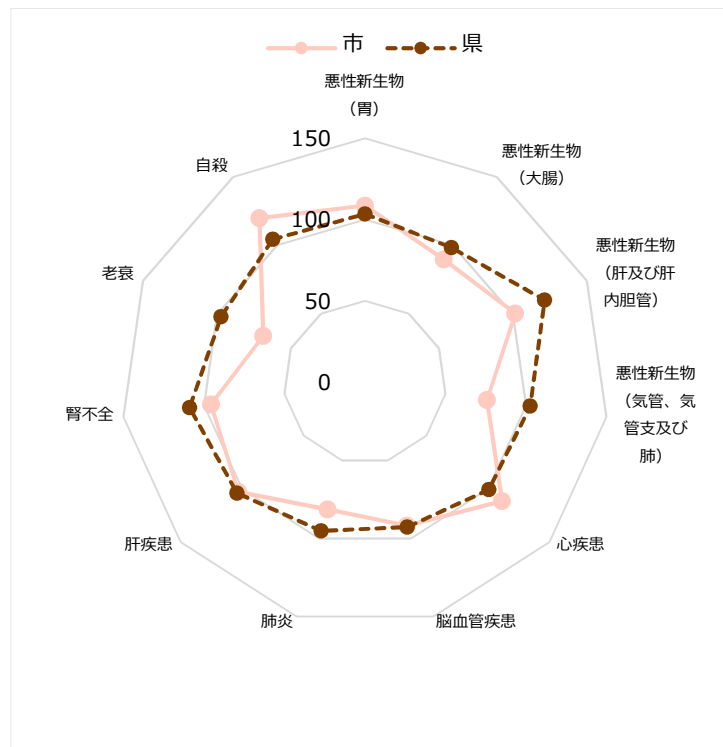 市 県
悪性新生物
（胃）
悪性新生物
（大腸）
悪性新生物
（肝及び肝
内胆管）
悪性新生物
（気管、気
管支及び
肺）
心疾患
脳血管疾患
肺炎
肝疾患
腎不全
老衰
自殺
150
100
50
0